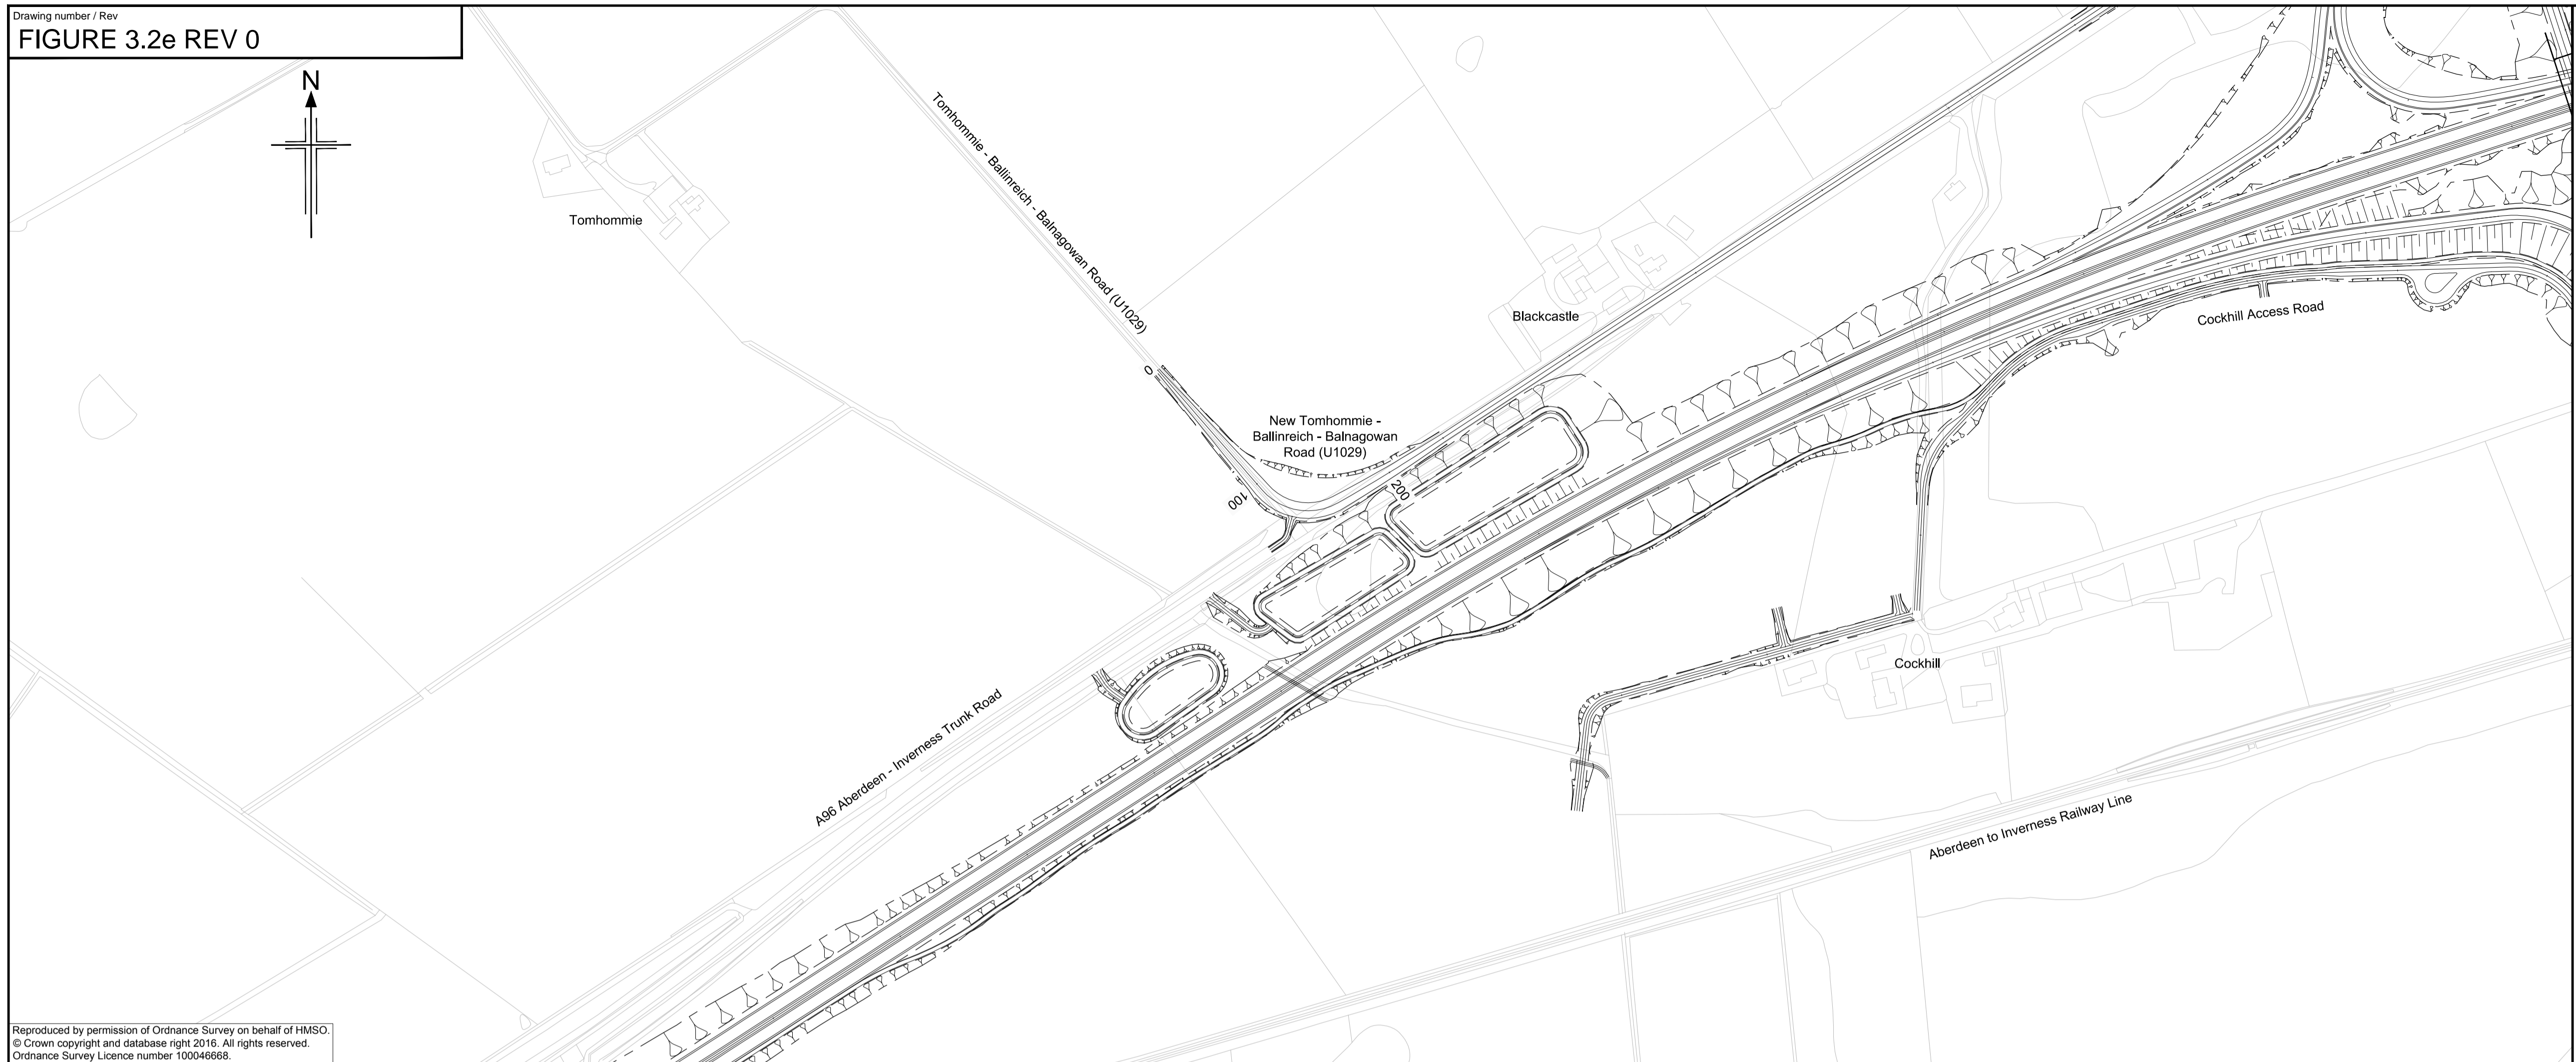 Drawing number / Rev
FIGURE 3.2e REV 0
N
Tomhommie
Tomhommie - Ballinreich - Balnagowan Road (U1029)
0
100
200
New Tomhommie -
Ballinreich - Balnagowan
Road (U1029)
Blackcastle
Cockhill Access Road
Cockhill
A96 Aberdeen - Inverness Trunk Road
Aberdeen to Inverness Railway Line
Reproduced by permission of Ordnance Survey on behalf of HMSO.
© Crown copyright and database right 2016. All rights reserved.
Ordnance Survey Licence number 100046668.